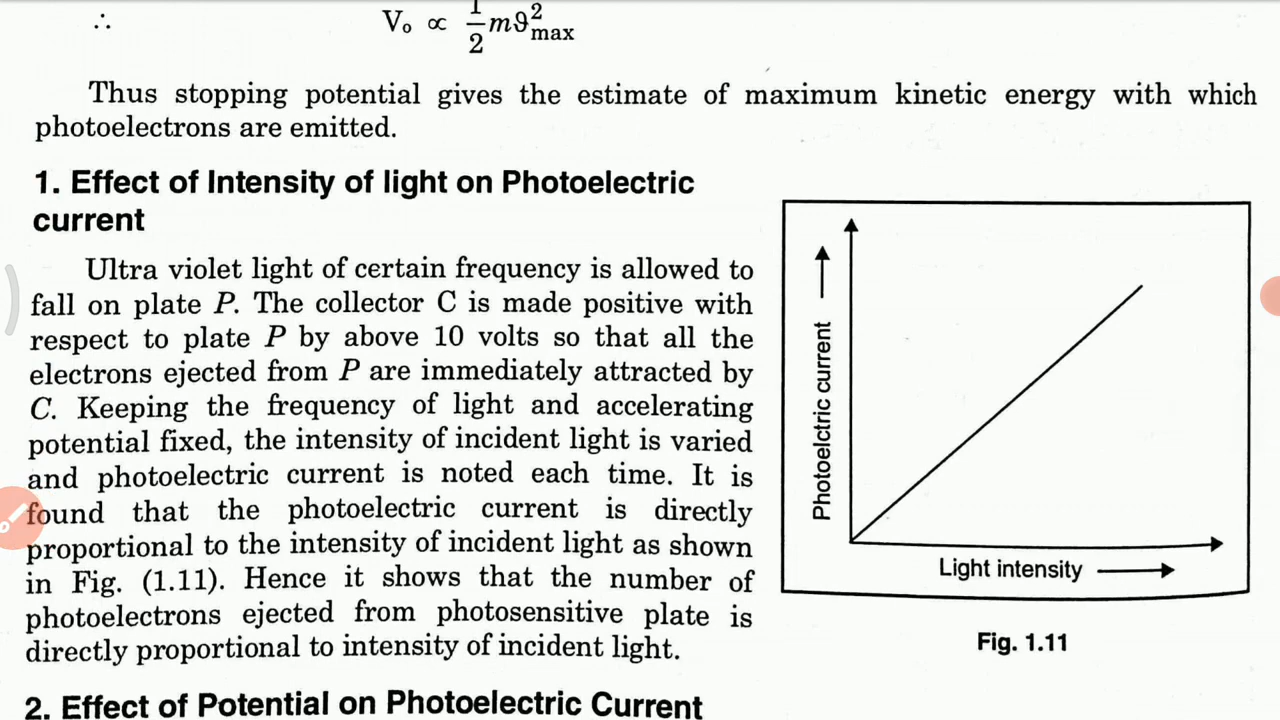 ∴ V₀ ∝ 1/2 mϑ²max
Thus stopping potential gives the estimate of maximum kinetic energy with which
photoelectrons are emitted.
1. Effect of Intensity of light on Photoelectric
current
Ultra violet light of certain frequency is allowed to
fall on plate P. The collector C is made positive with
respect to plate P by above 10 volts so that all the
electrons ejected from P are immediately attracted by
C. Keeping the frequency of light and accelerating
potential fixed, the intensity of incident light is varied
and photoelectric current is noted each time. It is
found that the photoelectric current is directly
proportional to the intensity of incident light as shown
in Fig. (1.11). Hence it shows that the number of
photoelectrons ejected from photosensitive plate is
directly proportional to intensity of incident light.
Photoelctric current
Light intensity
Fig. 1.11
2. Effect of Potential on Photoelectric Current